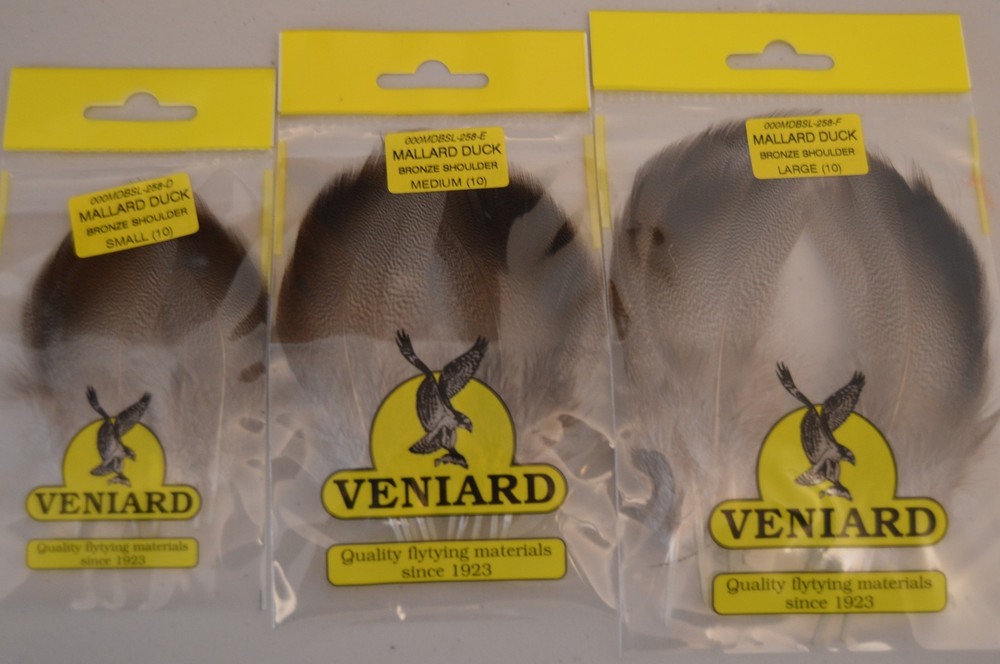 000MDBSL-258-D
MALLARD DUCK
BRONZE SHOULDER
SMALL (10)
VENIARD
Quality flytying materials
since 1923
000MDBSL-258-E
MALLARD DUCK
BRONZE SHOULDER
MEDIUM (10)
VENIARD
Quality flytying materials
since 1923
000MDBSL-258-F
MALLARD DUCK
BRONZE SHOULDER
LARGE (10)
VENIARD
Quality flytying materials
since 1923